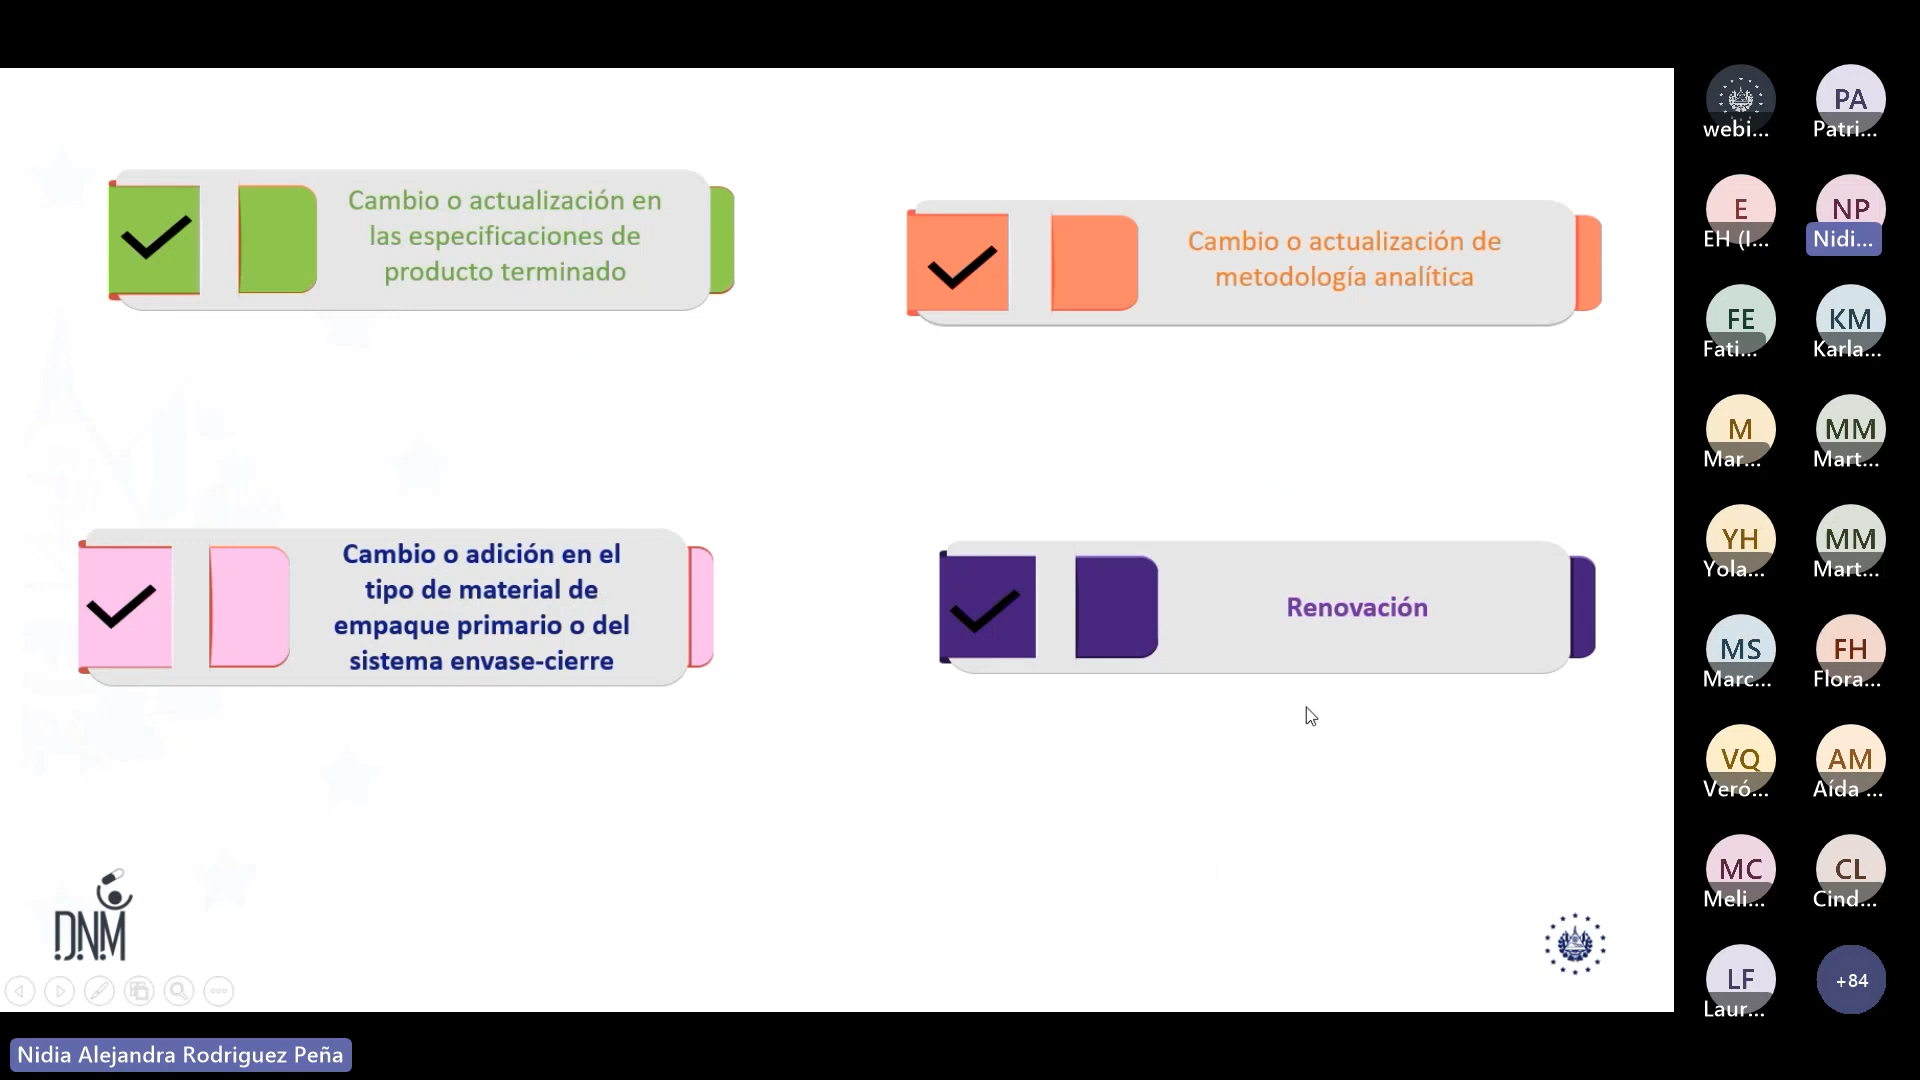 Cambio o actualización en
las especificaciones de
producto terminado
Cambio o actualización de
metodología analítica
Cambio o adición en el
tipo de material de
empaque primario o del
sistema envase-cierre
Renovación
DNM
Nidia Alejandra Rodriguez Peña
webi...
PA
Patri...
E
EH (I...
NP
Nidi...
FE
Fati...
KM
Karla...
M
Mar...
MM
Mart...
YH
Yola...
MM
Mart...
MS
Marc...
FH
Flora...
VQ
Veró...
AM
Aída ...
MC
Meli...
CL
Cind...
LF
Laur...
+84